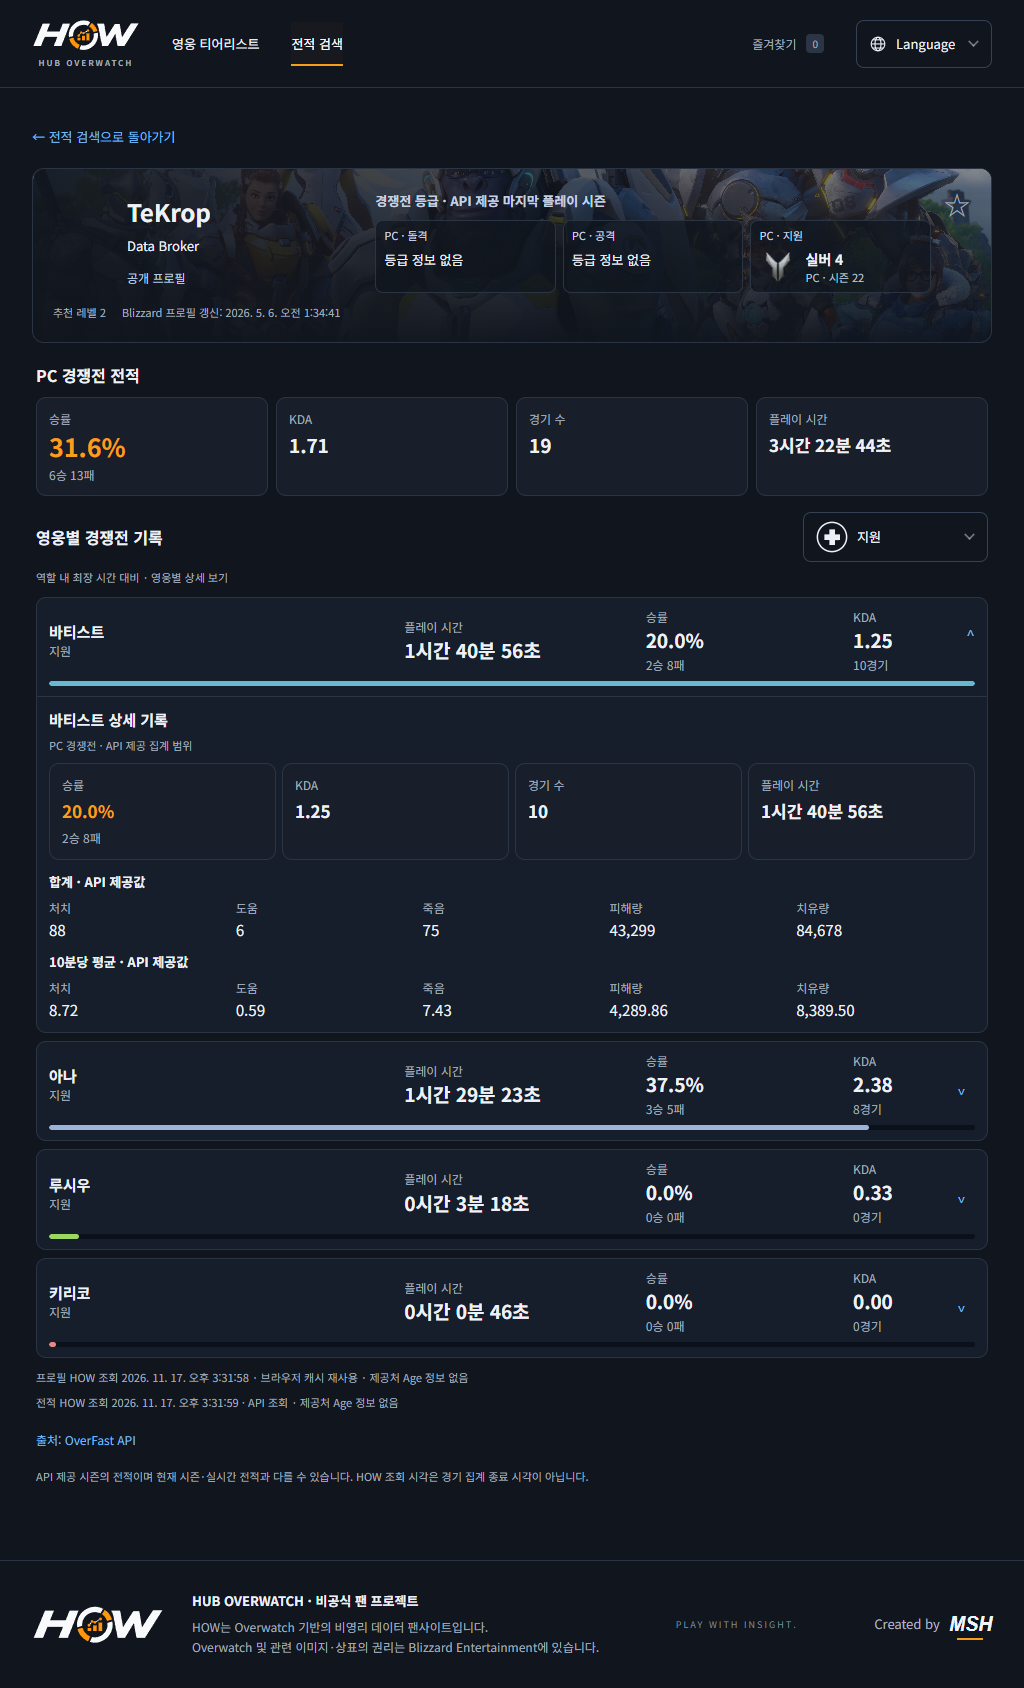 HOW
HUB OVERWATCH
영웅 티어리스트
전적 검색
즐겨찾기 0
Language
← 전적 검색으로 돌아가기
TeKrop
Data Broker
공개 프로필
추천 레벨 2 Blizzard 프로필 갱신: 2026. 5. 6. 오전 1:34:41
경쟁전 등급 · API 제공 마지막 플레이 시즌
PC · 돌격
등급 정보 없음
PC · 공격
등급 정보 없음
PC · 지원
실버 4
PC · 시즌 22
PC 경쟁전 전적
승률
31.6%
6승 13패
KDA
1.71
경기 수
19
플레이 시간
3시간 22분 44초
영웅별 경쟁전 기록
지원
역할 내 최장 시간 대비 · 영웅별 상세 보기
바티스트
지원
플레이 시간
1시간 40분 56초
승률
20.0%
2승 8패
KDA
1.25
10경기
바티스트 상세 기록
PC 경쟁전 · API 제공 집계 범위
승률
20.0%
2승 8패
KDA
1.25
경기 수
10
플레이 시간
1시간 40분 56초
합계 · API 제공값
처치 도움 죽음 피해량 치유량
88 6 75 43,299 84,678
10분당 평균 · API 제공값
처치 도움 죽음 피해량 치유량
8.72 0.59 7.43 4,289.86 8,389.50
아나
지원
플레이 시간
1시간 29분 23초
승률
37.5%
3승 5패
KDA
2.38
8경기
루시우
지원
플레이 시간
0시간 3분 18초
승률
0.0%
0승 0패
KDA
0.33
0경기
키리코
지원
플레이 시간
0시간 0분 46초
승률
0.0%
0승 0패
KDA
0.00
0경기
프로필 HOW 조회 2026. 11. 17. 오후 3:31:58 · 브라우저 캐시 재사용 · 제공처 Age 정보 없음
전적 HOW 조회 2026. 11. 17. 오후 3:31:59 · API 조회 · 제공처 Age 정보 없음
출처: OverFast API
API 제공 시즌의 전적이며 현재 시즌·실시간 전적과 다를 수 있습니다. HOW 조회 시각은 경기 집계 종료 시각이 아닙니다.
HOW
HUB OVERWATCH · 비공식 팬 프로젝트
HOW는 Overwatch 기반의 비영리 데이터 팬사이트입니다.
Overwatch 및 관련 이미지·상표의 권리는 Blizzard Entertainment에 있습니다.
PLAY WITH INSIGHT.
Created by MSH